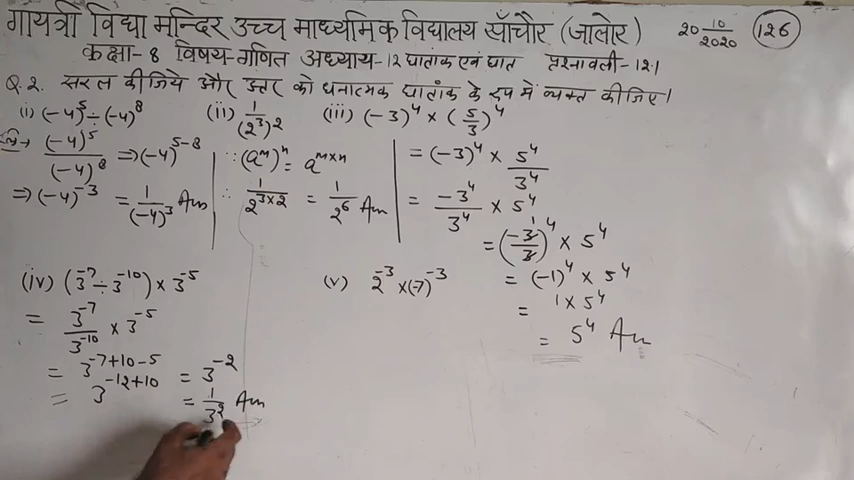 गायत्री विद्या मन्दिर उच्च माध्यमिक विद्यालय साँचौर (जालोर) 20 10/2020 126
कक्षा-8 विषय-गणित अध्याय-12 घातांक एवं घात प्रश्नावली-12.1
Q.2. सरल कीजिये और उत्तर को धनात्मक घातांक के रूप में व्यक्त कीजिए।
(i) (-4)⁵ ÷ (-4)⁸ (ii) 1/(2³)2 (iii) (-3)⁴ × (5/3)⁴
(-4)⁵/(-4)⁸ ⇒ (-4)⁵⁻⁸
⇒ (-4)⁻³ = 1/(-4)³ Ans
∵ (aᵐ)ⁿ = aᵐˣⁿ
∴ 1/2³ˣ² = 1/2⁶ Ans
= (-3)⁴ × 5⁴/3⁴
= -3⁴/3⁴ × 5⁴
= (-3/3)⁴ × 5⁴
= (-1)⁴ × 5⁴
= 1 × 5⁴
= 5⁴ Ans
(iv) (3⁻⁷ ÷ 3⁻¹⁰) × 3⁻⁵ (v) 2⁻³ × (-7)⁻³
= 3⁻⁷/3⁻¹⁰ × 3⁻⁵
= 3⁻⁷⁺¹⁰⁻⁵ = 3⁻²
= 3⁻¹²⁺¹⁰ = 1/3² Ans